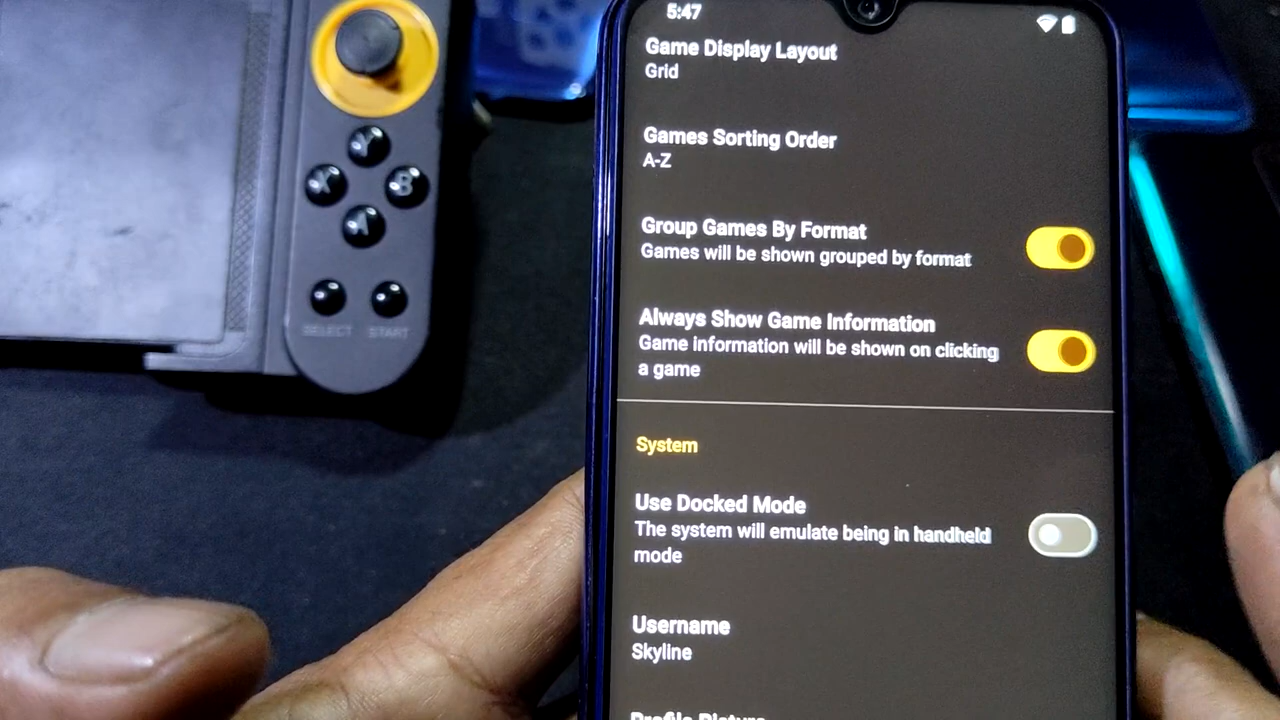 5:47
Game Display Layout
Grid
Games Sorting Order
A-Z
Group Games By Format
Games will be shown grouped by format
Always Show Game Information
Game information will be shown on clicking
a game
System
Use Docked Mode
The system will emulate being in handheld
mode
Username
Skyline
Profile Picture
Y
X
B
A
SELECT START